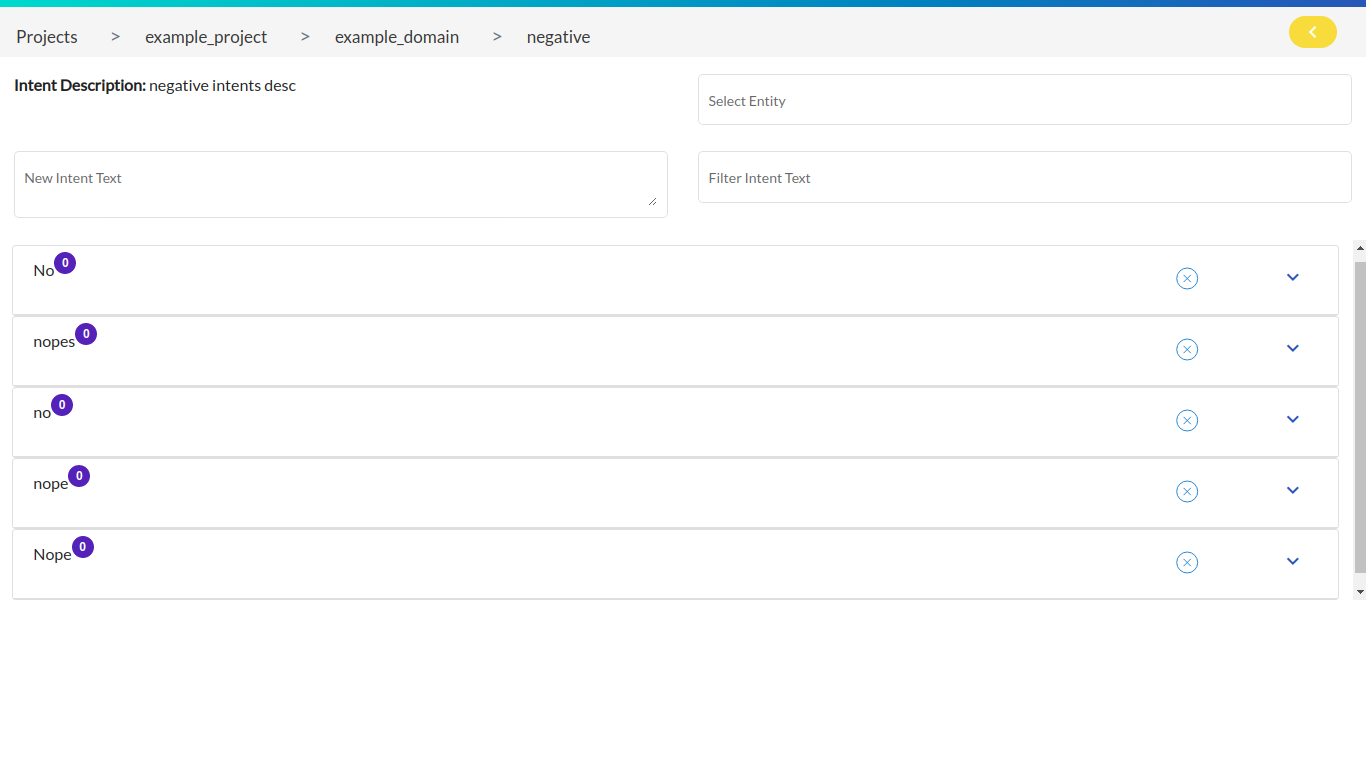 Projects > example_project > example_domain > negative
Intent Description: negative intents desc
Select Entity
New Intent Text
Filter Intent Text
No 0
nopes 0
no 0
nope 0
Nope 0